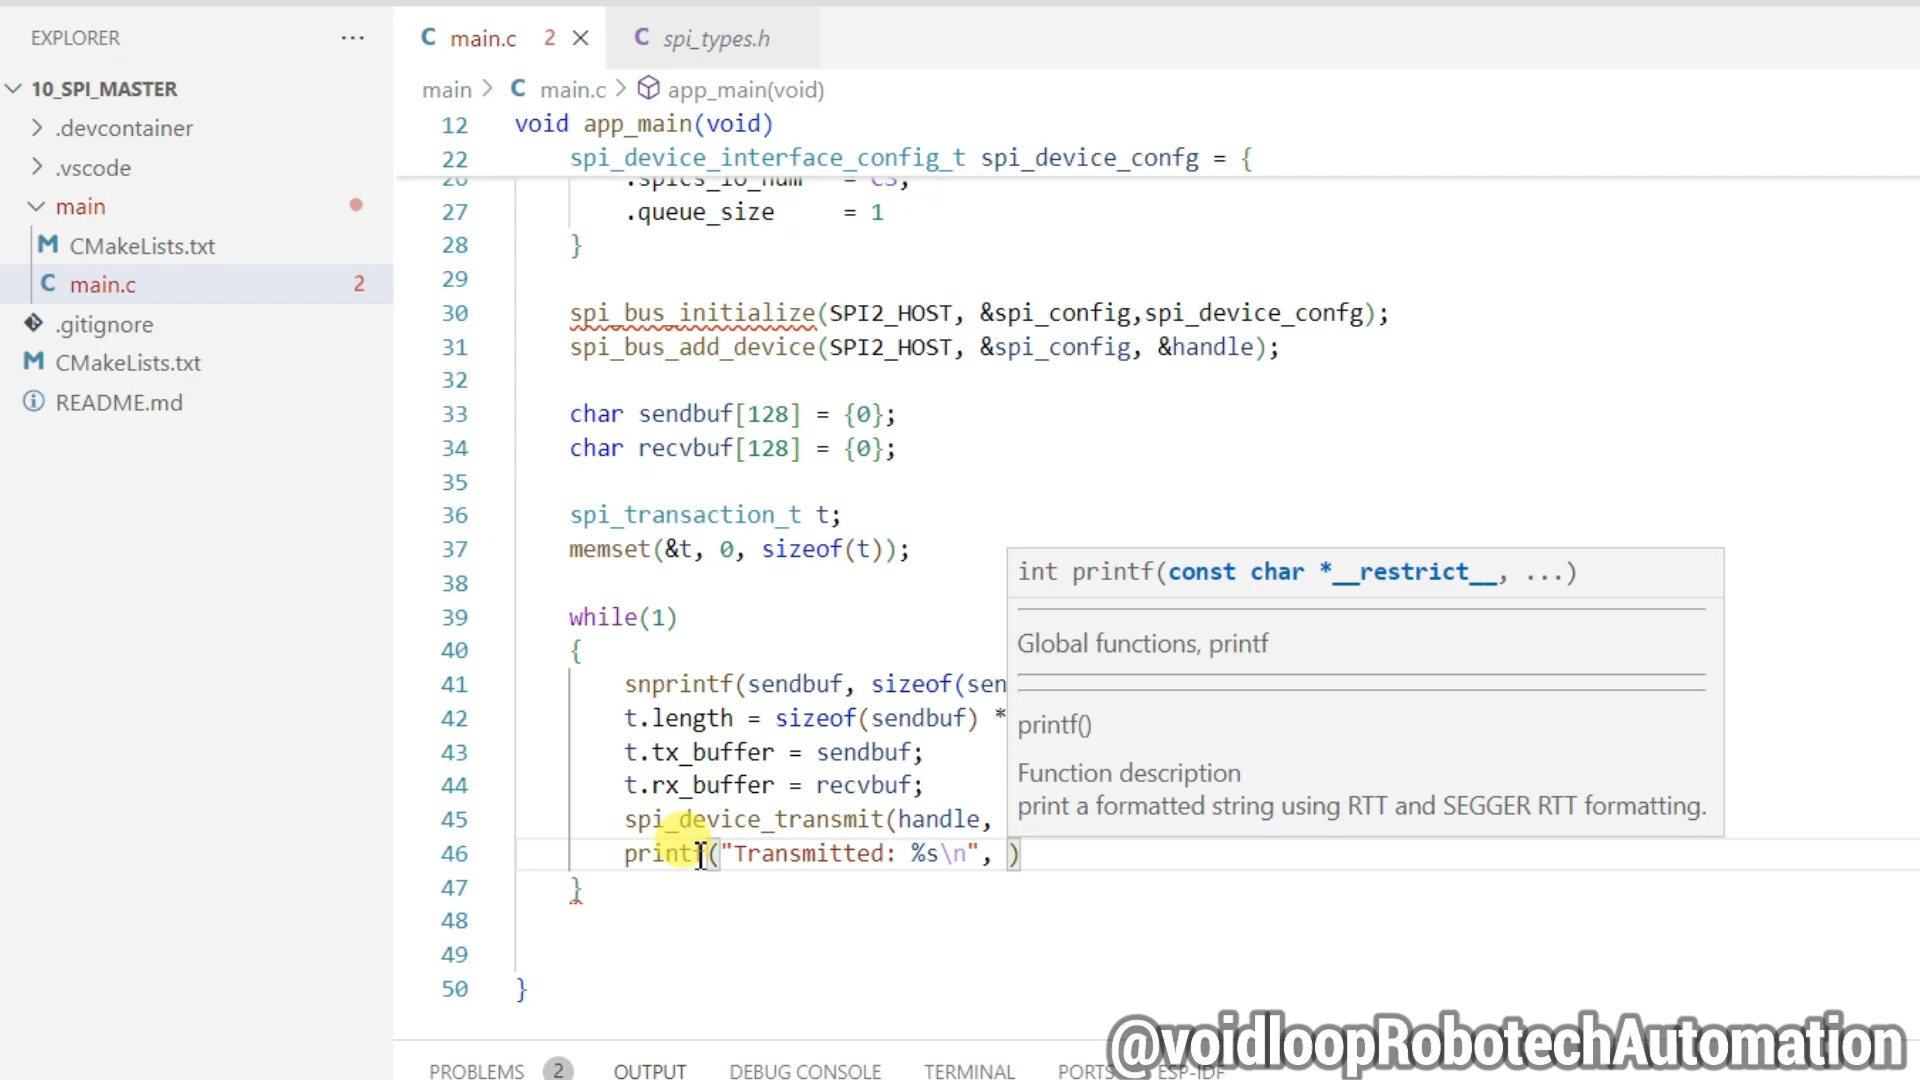 EXPLORER
10_SPI_MASTER
.devcontainer
.vscode
main
M CMakeLists.txt
C main.c 2
.gitignore
M CMakeLists.txt
README.md
C main.c 2
C spi_types.h
main > C main.c > app_main(void)
12 void app_main(void)
22 spi_device_interface_config_t spi_device_confg = {
26 .spics_io_num = CS,
27 .queue_size = 1
28 }
29
30 spi_bus_initialize(SPI2_HOST, &spi_config,spi_device_confg);
31 spi_bus_add_device(SPI2_HOST, &spi_config, &handle);
32
33 char sendbuf[128] = {0};
34 char recvbuf[128] = {0};
35
36 spi_transaction_t t;
37 memset(&t, 0, sizeof(t));
38
39 while(1)
40 {
41 snprintf(sendbuf, sizeof(sen
42 t.length = sizeof(sendbuf) *
43 t.tx_buffer = sendbuf;
44 t.rx_buffer = recvbuf;
45 spi_device_transmit(handle,
46 printf("Transmitted: %s\n", )
47 }
48
49
50 }
int printf(const char *__restrict__, ...)
Global functions, printf
printf()
Function description
print a formatted string using RTT and SEGGER RTT formatting.
PROBLEMS 2 OUTPUT DEBUG CONSOLE TERMINAL PORTS ESP-IDF
@voidloopRobotechAutomation